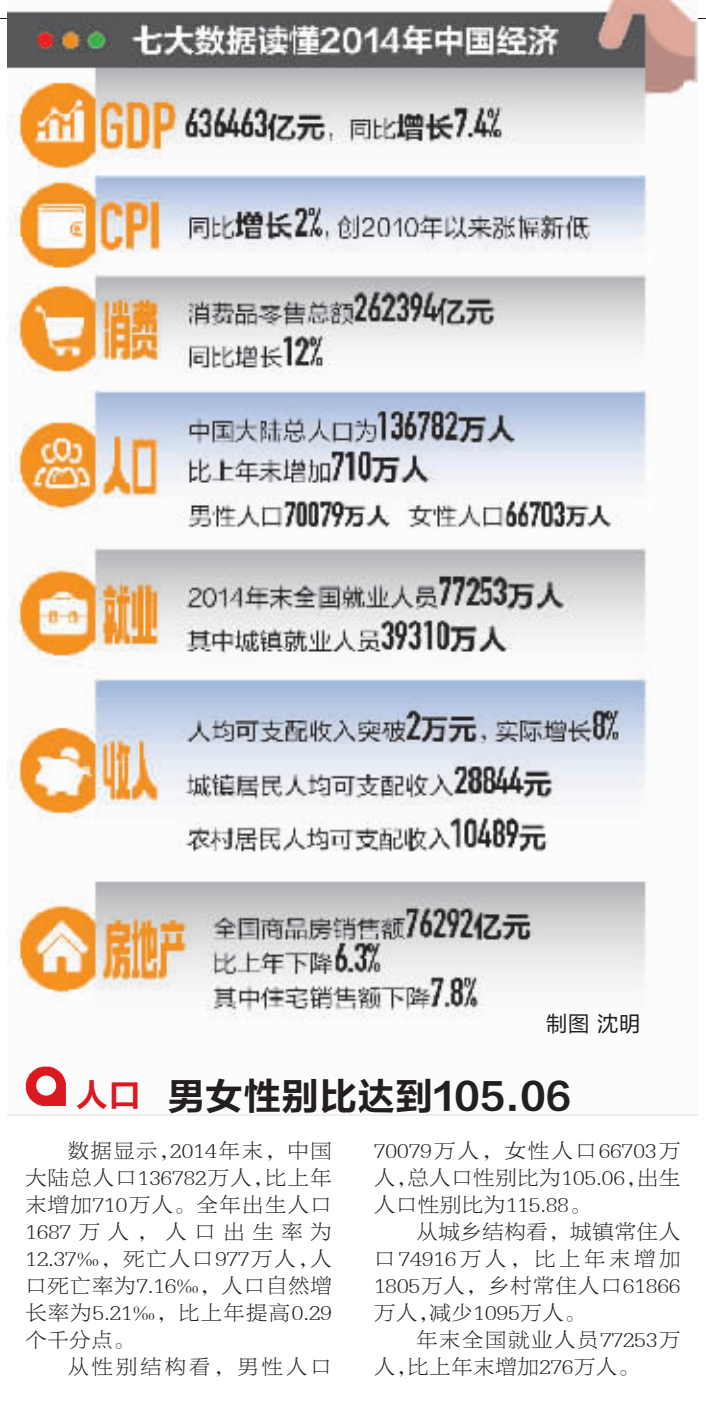 七大数据读懂2014年中国经济
GDP 636463亿元，同比增长7.4%
CPI 同比增长2%，创2010年以来涨幅新低
消费
消费品零售总额262394亿元
同比增长12%
人口
中国大陆总人口为136782万人
比上年末增加710万人
男性人口70079万人 女性人口66703万人
就业
2014年末全国就业人员77253万人
其中城镇就业人员39310万人
收入
人均可支配收入突破2万元，实际增长8%
城镇居民人均可支配收入28844元
农村居民人均可支配收入10489元
房地产
全国商品房销售额76292亿元
比上年下降6.3%
其中住宅销售额下降7.8%
制图 沈明
人口 男女性别比达到105.06
数据显示，2014年末，中国
大陆总人口136782万人，比上年
末增加710万人。全年出生人口
1687万人，人口出生率为
12.37‰，死亡人口977万人，人
口死亡率为7.16‰，人口自然增
长率为5.21‰，比上年提高0.29
个千分点。
从性别结构看，男性人口
70079万人，女性人口66703万
人，总人口性别比为105.06，出生
人口性别比为115.88。
从城乡结构看，城镇常住人
口74916万人，比上年末增加
1805万人，乡村常住人口61866
万人，减少1095万人。
年末全国就业人员77253万
人，比上年末增加276万人。